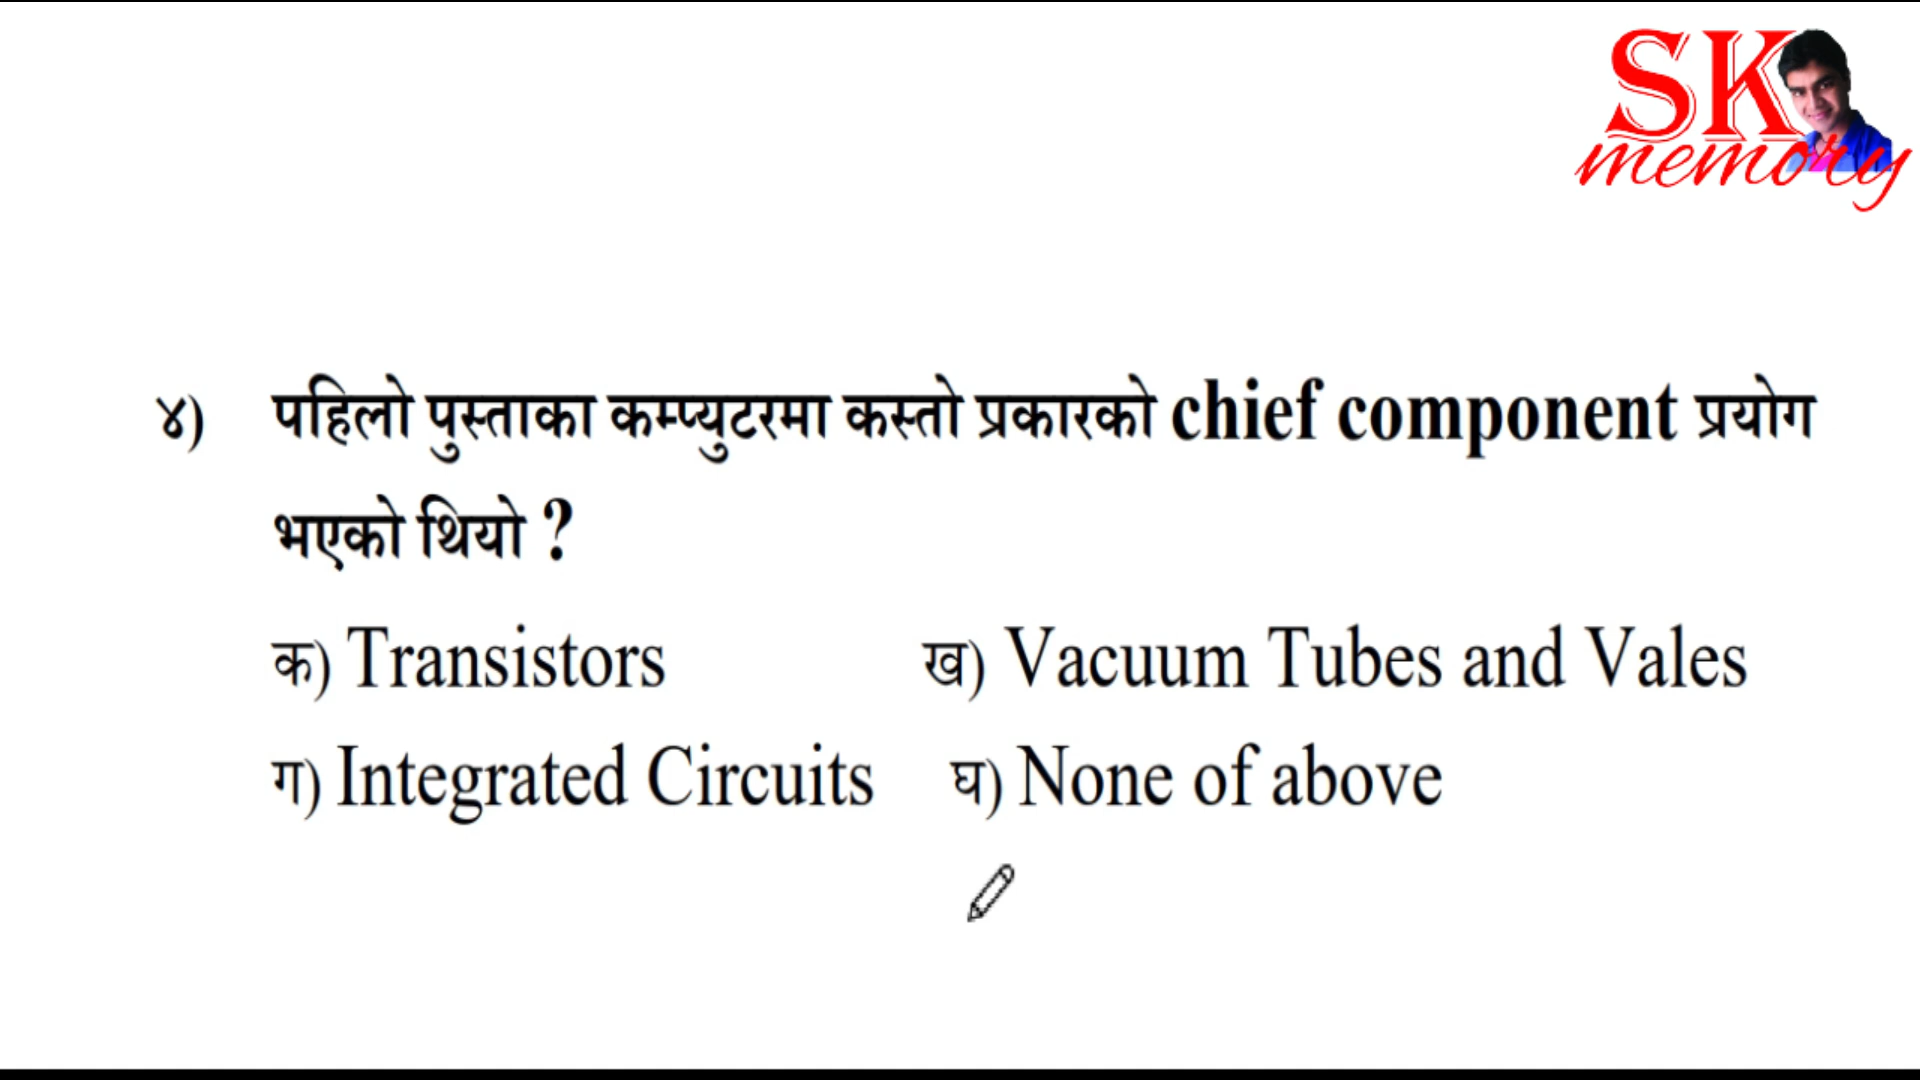 SK
memory
४) पहिलो पुस्ताका कम्प्युटरमा कस्तो प्रकारको chief component प्रयोग
भएको थियो ?
क) Transistors ख) Vacuum Tubes and Vales
ग) Integrated Circuits घ) None of above